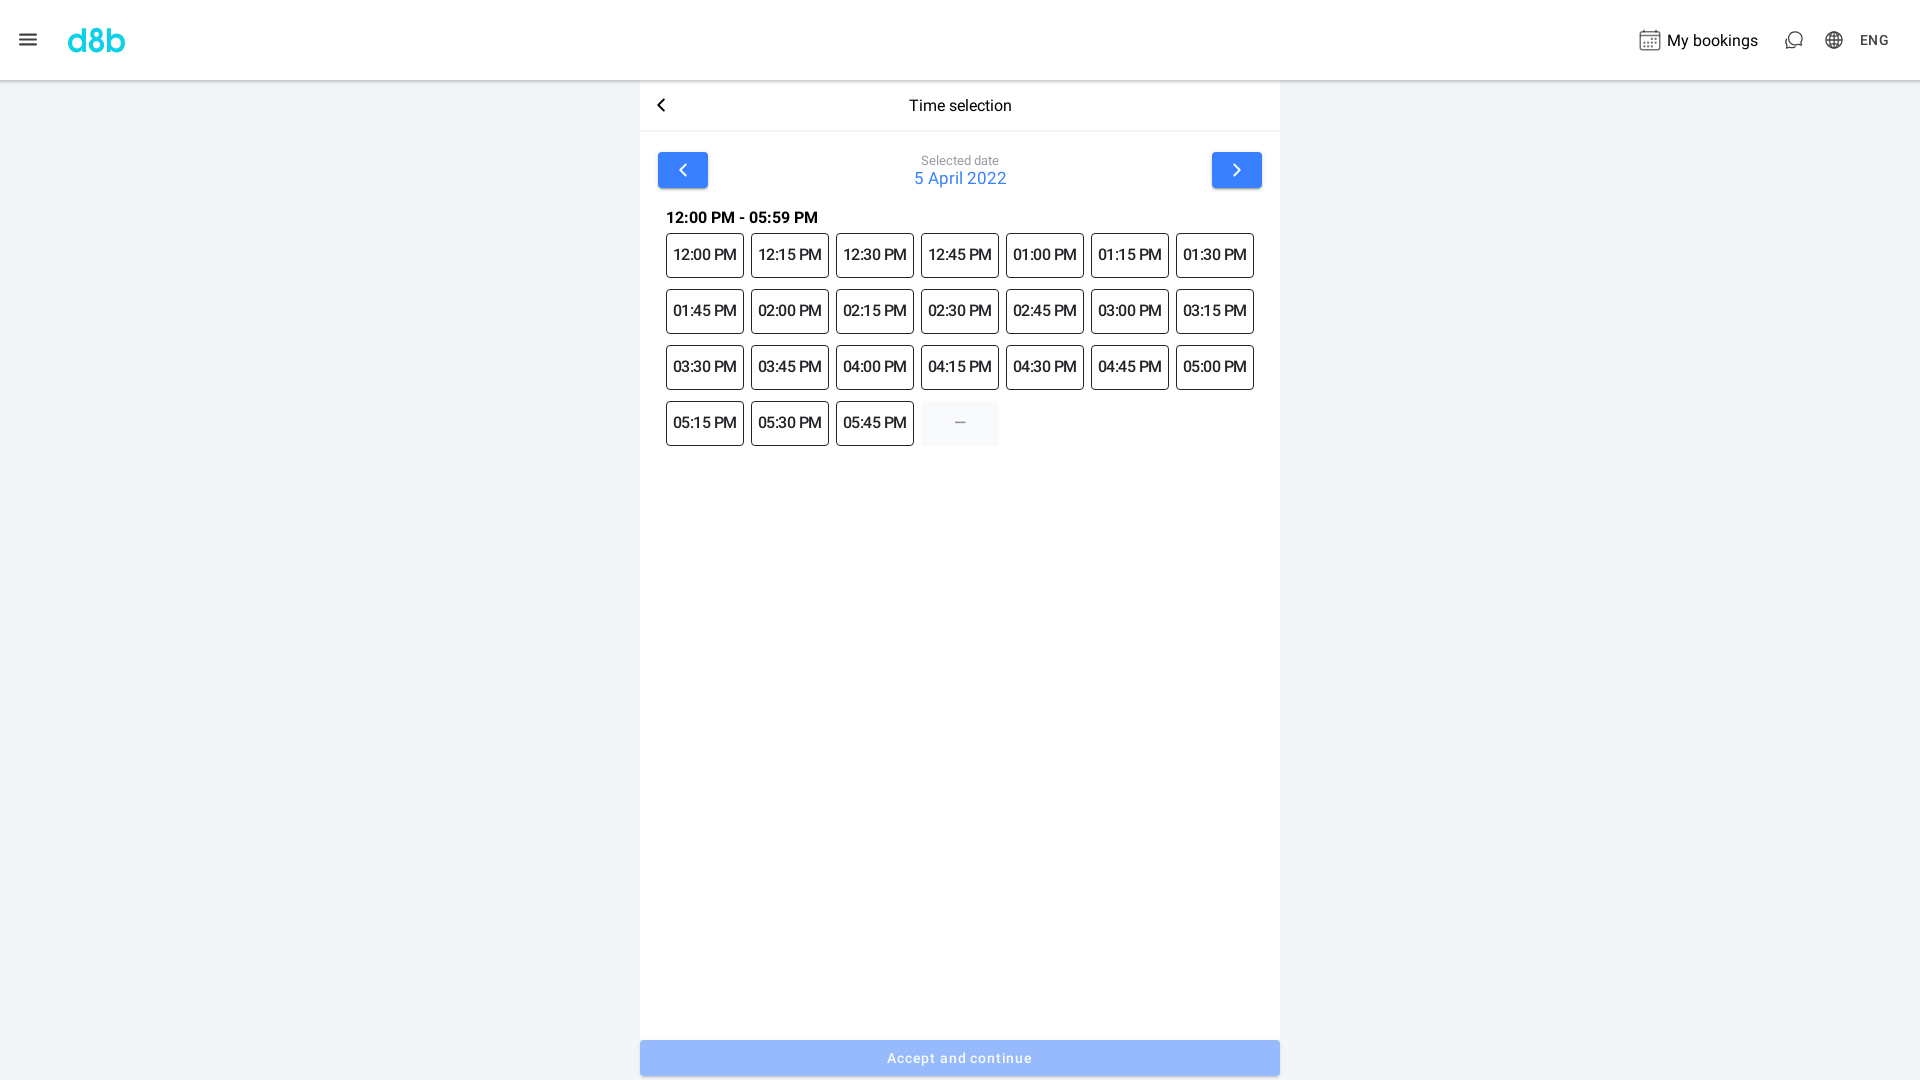 d8b
My bookings
ENG
Time selection
Selected date
5 April 2022
12:00 PM - 05:59 PM
12:00 PM 12:15 PM 12:30 PM 12:45 PM 01:00 PM 01:15 PM 01:30 PM
01:45 PM 02:00 PM 02:15 PM 02:30 PM 02:45 PM 03:00 PM 03:15 PM
03:30 PM 03:45 PM 04:00 PM 04:15 PM 04:30 PM 04:45 PM 05:00 PM
05:15 PM 05:30 PM 05:45 PM —
Accept and continue